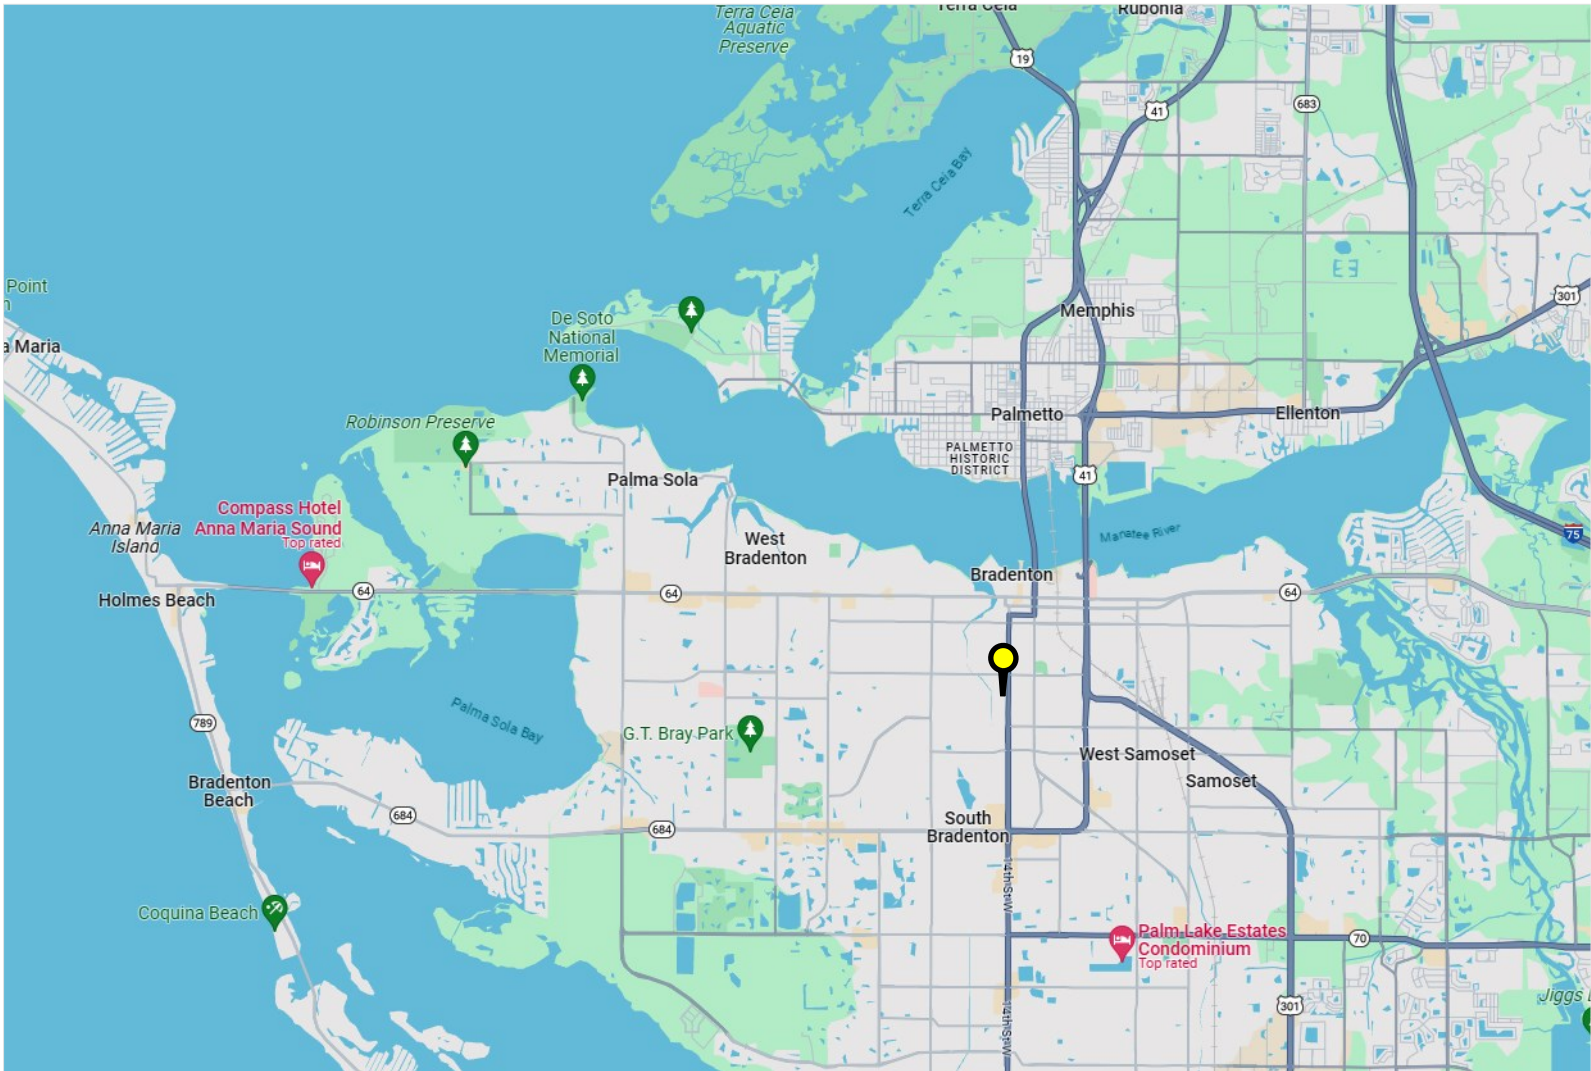 Terra Ceia
Aquatic
Preserve
Terra Ceia
Rubonia
19
41
683
Terra Ceia Bay
Point
301
a Maria
De Soto
National
Memorial
Memphis
Robinson Preserve
Palmetto
Ellenton
PALMETTO
HISTORIC
DISTRICT
Palma Sola
41
Compass Hotel
Anna Maria Sound
Top rated
Anna Maria
Island
West
Bradenton
Manatee River
75
Bradenton
64
64
64
Holmes Beach
789
Palma Sola Bay
G.T. Bray Park
West Samoset
Samoset
Bradenton
Beach
684
684
South
Bradenton
14th St W
Coquina Beach
Palm Lake Estates
Condominium
Top rated
70
301
14th St W
Jiggs